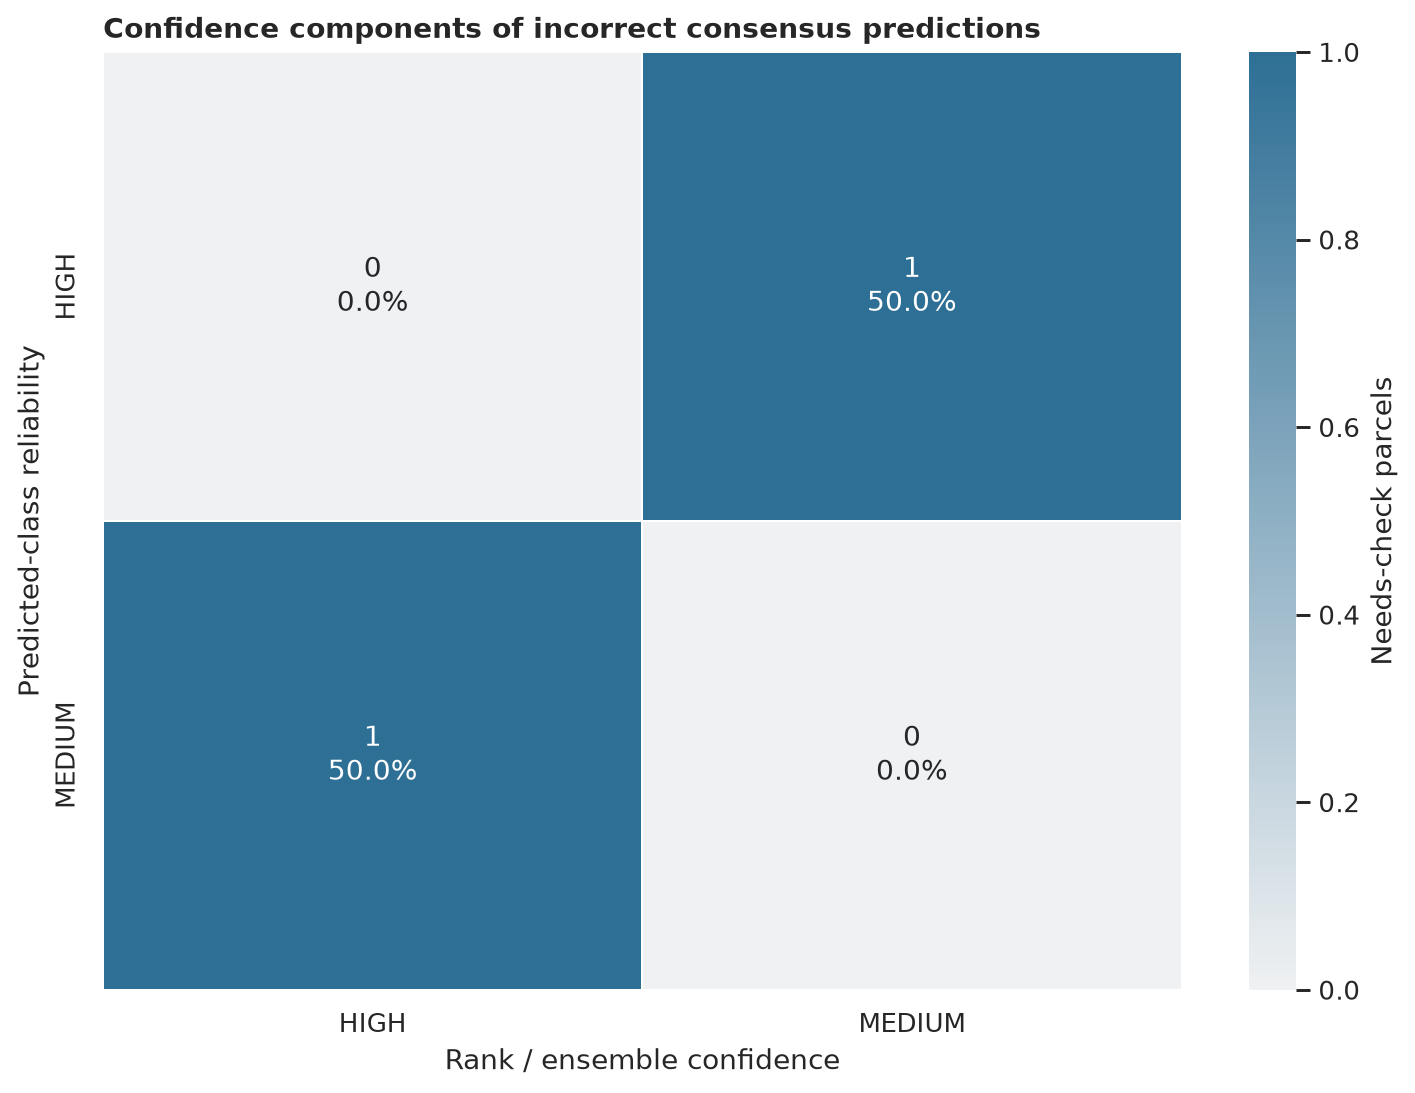 Confidence components of incorrect consensus predictions
Predicted-class reliability
HIGH
MEDIUM
0
0.0%
1
50.0%
1
50.0%
0
0.0%
HIGH
MEDIUM
Rank / ensemble confidence
1.0
0.8
0.6
0.4
0.2
0.0
Needs-check parcels